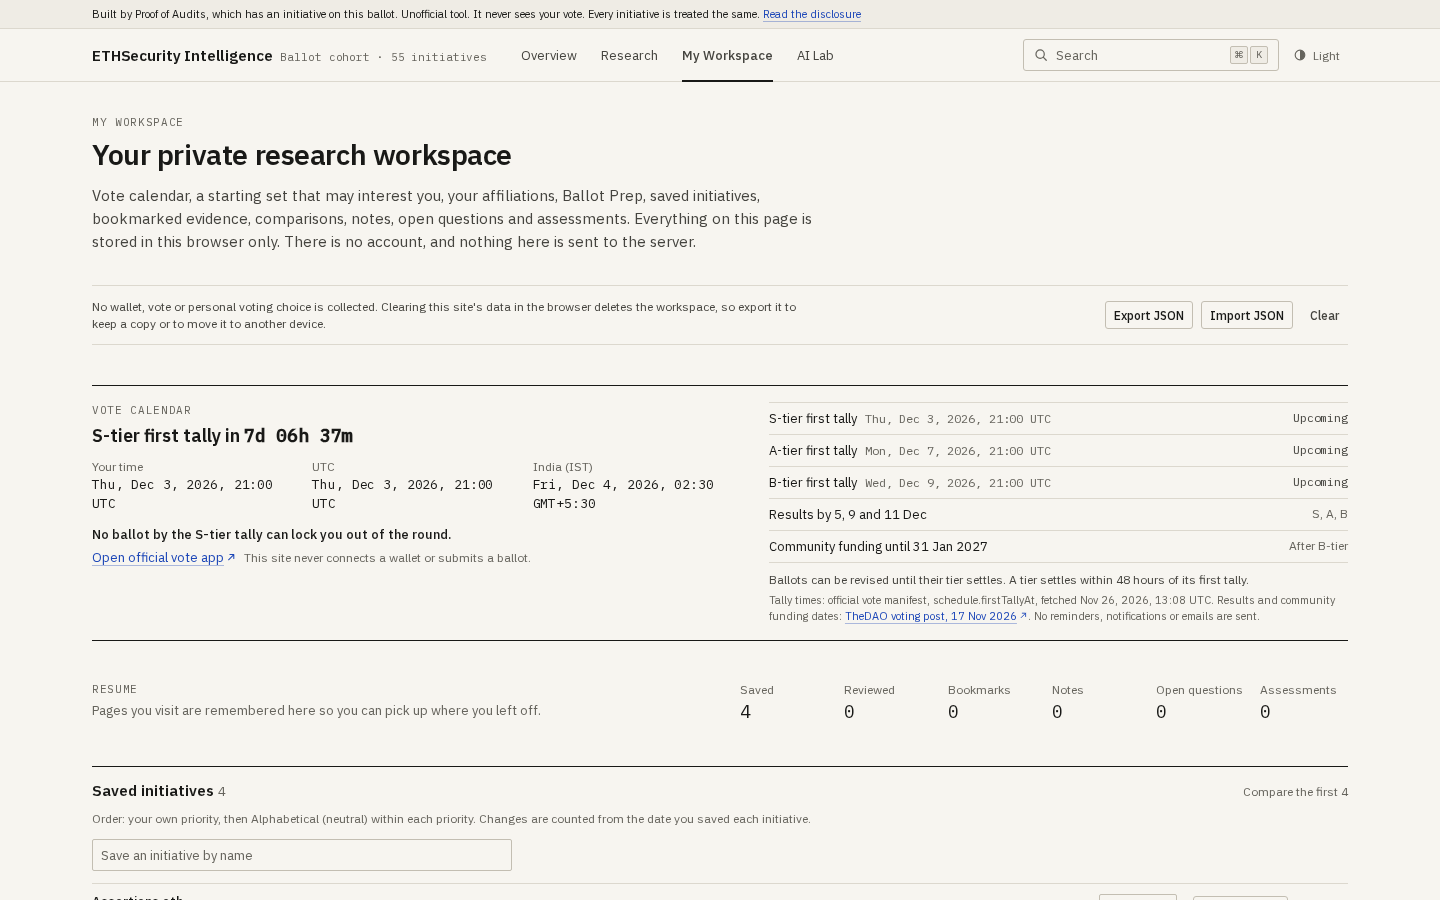 Built by Proof of Audits, which has an initiative on this ballot. Unofficial tool. It never sees your vote. Every initiative is treated the same. Read the disclosure
ETHSecurity Intelligence Ballot cohort · 55 initiatives Overview Research My Workspace AI Lab Search ⌘ K Light
MY WORKSPACE
Your private research workspace
Vote calendar, a starting set that may interest you, your affiliations, Ballot Prep, saved initiatives,
bookmarked evidence, comparisons, notes, open questions and assessments. Everything on this page is
stored in this browser only. There is no account, and nothing here is sent to the server.
No wallet, vote or personal voting choice is collected. Clearing this site's data in the browser deletes the workspace, so export it to
keep a copy or to move it to another device.
Export JSON Import JSON Clear
VOTE CALENDAR
S-tier first tally in 7d 06h 37m
Your time UTC India (IST)
Thu, Dec 3, 2026, 21:00 Thu, Dec 3, 2026, 21:00 Fri, Dec 4, 2026, 02:30
UTC UTC GMT+5:30
No ballot by the S-tier tally can lock you out of the round.
Open official vote app ↗ This site never connects a wallet or submits a ballot.
S-tier first tally Thu, Dec 3, 2026, 21:00 UTC Upcoming
A-tier first tally Mon, Dec 7, 2026, 21:00 UTC Upcoming
B-tier first tally Wed, Dec 9, 2026, 21:00 UTC Upcoming
Results by 5, 9 and 11 Dec S, A, B
Community funding until 31 Jan 2027 After B-tier
Ballots can be revised until their tier settles. A tier settles within 48 hours of its first tally.
Tally times: official vote manifest, schedule.firstTallyAt, fetched Nov 26, 2026, 13:08 UTC. Results and community
funding dates: TheDAO voting post, 17 Nov 2026 ↗. No reminders, notifications or emails are sent.
RESUME
Pages you visit are remembered here so you can pick up where you left off.
Saved Reviewed Bookmarks Notes Open questions Assessments
4 0 0 0 0 0
Saved initiatives 4 Compare the first 4
Order: your own priority, then Alphabetical (neutral) within each priority. Changes are counted from the date you saved each initiative.
Save an initiative by name